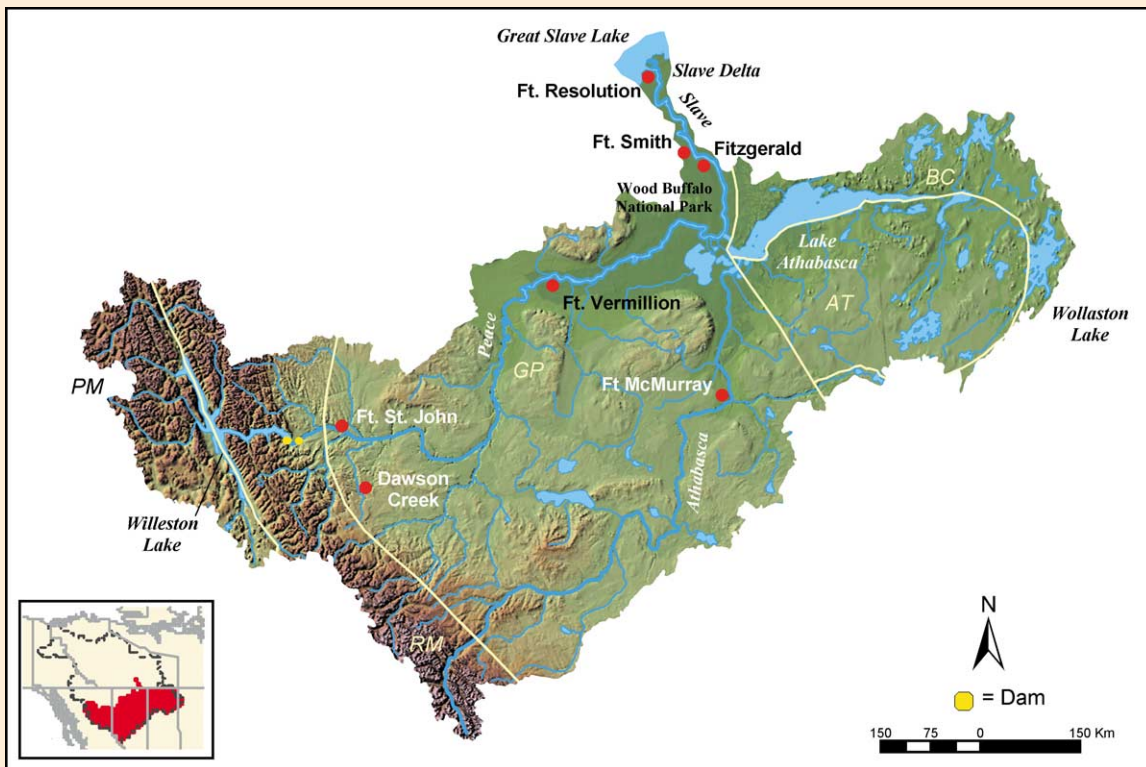 Great Slave Lake
Slave Delta
Ft. Resolution
Slave
Ft. Smith
Fitzgerald
Wood Buffalo
National Park
BC
Lake
Athabasca
AT
Wollaston
Lake
Ft. Vermillion
Peace
GP
PM
Ft McMurray
Ft. St. John
Athabasca
Dawson
Creek
Willeston
Lake
RM
N
= Dam
150 75 0 150 Km